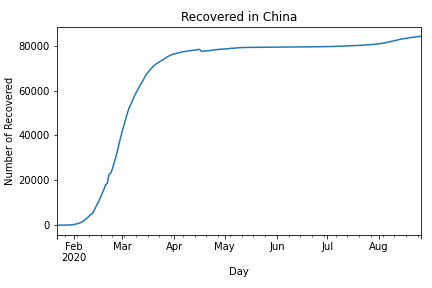 Recovered in China
Number of Recovered
80000
60000
40000
20000
0
Feb Mar Apr May Jun Jul Aug
2020
Day